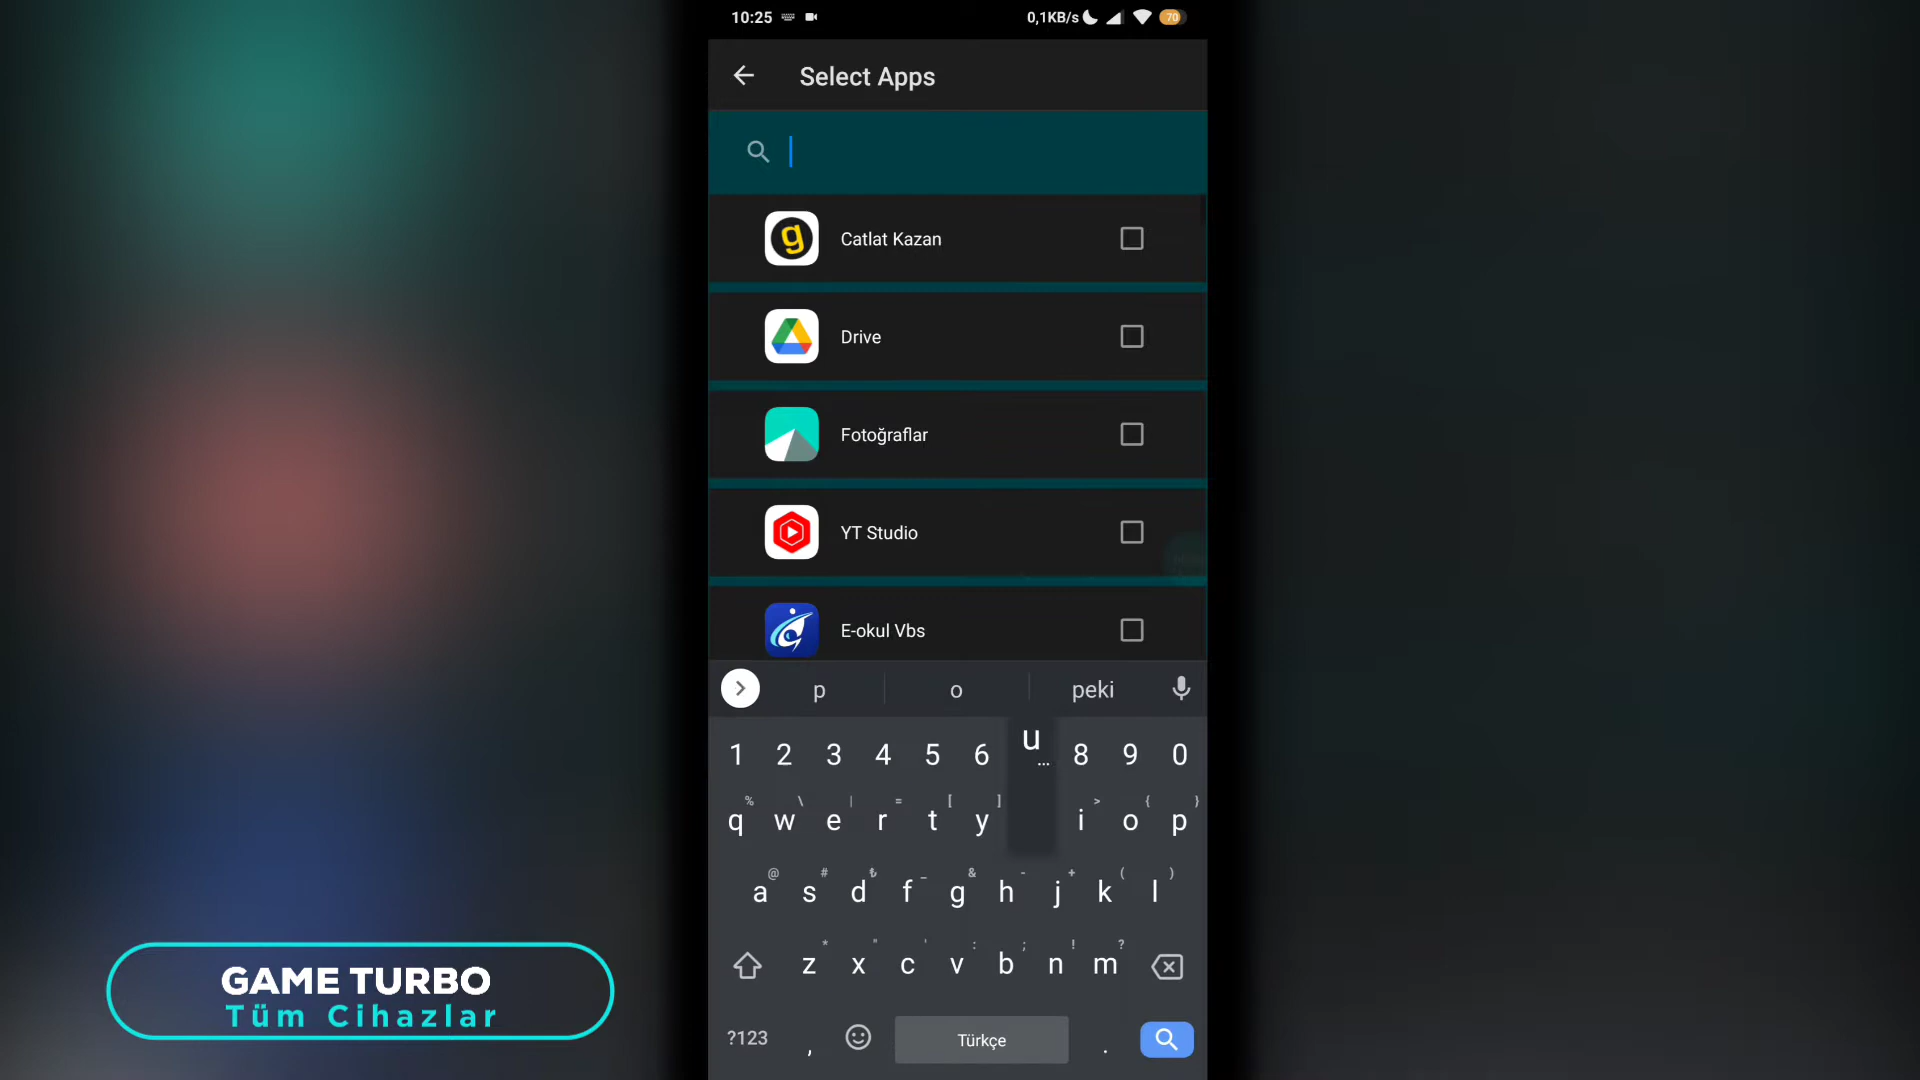 10:25 0,1KB/s 70
Select Apps
g Catlat Kazan
Drive
Fotoğraflar
YT Studio
E-okul Vbs
p o peki
1 2 3 4 5 6 u ... 8 9 0
% \ | = [ ] > { }
q w e r t y i o p
@ # ₺ _ & - + ( )
a s d f g h j k l
* " ' : ; ! ?
z x c v b n m
?123 , Türkçe .
GAME TURBO
Tüm Cihazlar